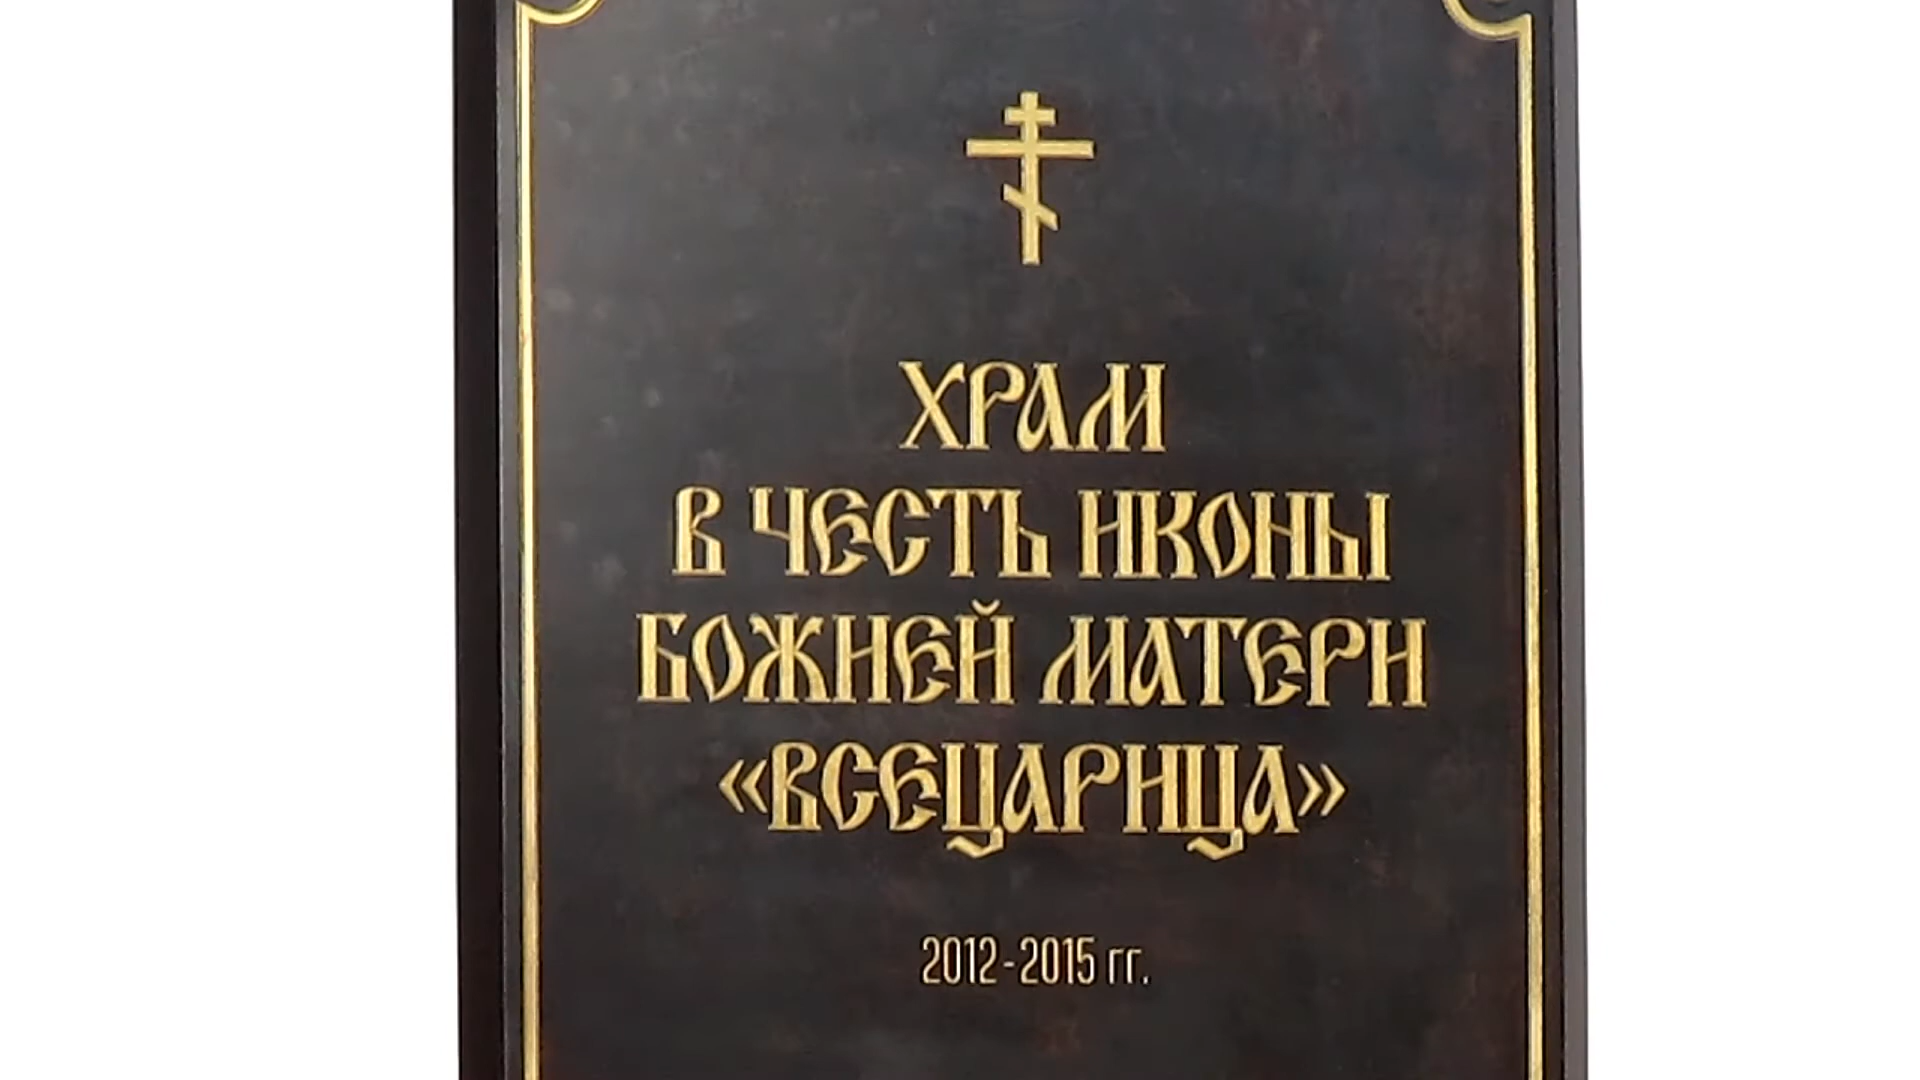 ХРАМ
В ЧЕСТЬ ИКОНЫ
БОЖИЕЙ МАТЕРИ
«ВСЕЦАРИЦА»
2012-2015 гг.